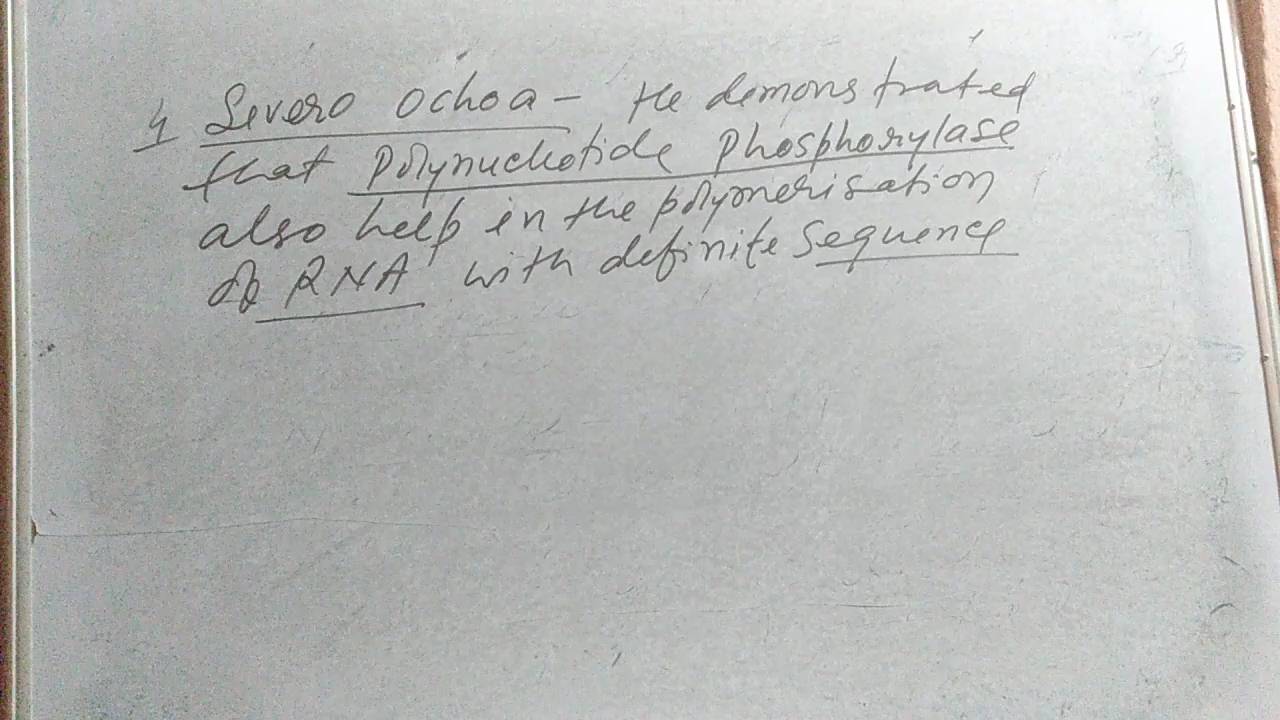 4 Severo Ochoa - He demonstrated
that Polynucleotide Phosphorylase
also help in the polymerisation
of RNA with definite sequence